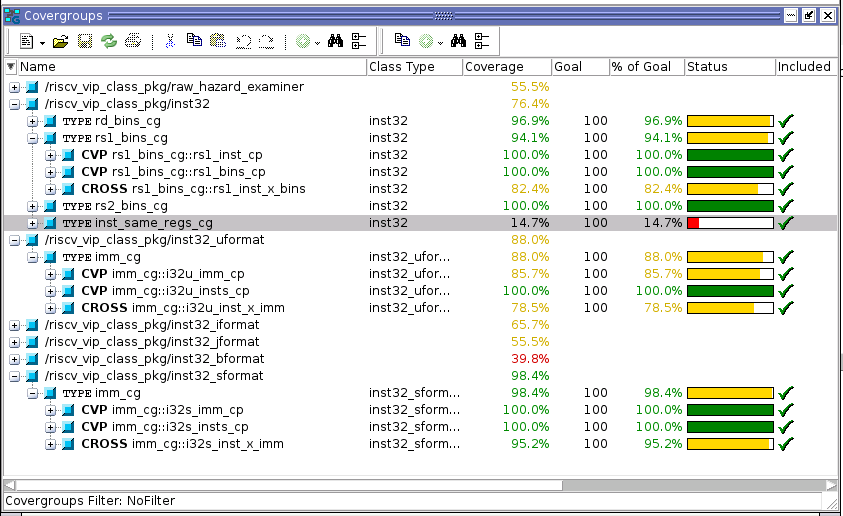 Covergroups
Name Class Type Coverage Goal % of Goal Status Included
/riscv_vip_class_pkg/raw_hazard_examiner 55.5%
/riscv_vip_class_pkg/inst32 76.4%
TYPE rd_bins_cg inst32 96.9% 100 96.9%
TYPE rs1_bins_cg inst32 94.1% 100 94.1%
CVP rs1_bins_cg::rs1_inst_cp inst32 100.0% 100 100.0%
CVP rs1_bins_cg::rs1_bins_cp inst32 100.0% 100 100.0%
CROSS rs1_bins_cg::rs1_inst_x_bins inst32 82.4% 100 82.4%
TYPE rs2_bins_cg inst32 100.0% 100 100.0%
TYPE inst_same_regs_cg inst32 14.7% 100 14.7%
/riscv_vip_class_pkg/inst32_uformat 88.0%
TYPE imm_cg inst32_ufor... 88.0% 100 88.0%
CVP imm_cg::i32u_imm_cp inst32_ufor... 85.7% 100 85.7%
CVP imm_cg::i32u_insts_cp inst32_ufor... 100.0% 100 100.0%
CROSS imm_cg::i32u_inst_x_imm inst32_ufor... 78.5% 100 78.5%
/riscv_vip_class_pkg/inst32_iformat 65.7%
/riscv_vip_class_pkg/inst32_jformat 55.5%
/riscv_vip_class_pkg/inst32_bformat 39.8%
/riscv_vip_class_pkg/inst32_sformat 98.4%
TYPE imm_cg inst32_sform... 98.4% 100 98.4%
CVP imm_cg::i32s_imm_cp inst32_sform... 100.0% 100 100.0%
CVP imm_cg::i32s_insts_cp inst32_sform... 100.0% 100 100.0%
CROSS imm_cg::i32s_inst_x_imm inst32_sform... 95.2% 100 95.2%
Covergroups Filter: NoFilter